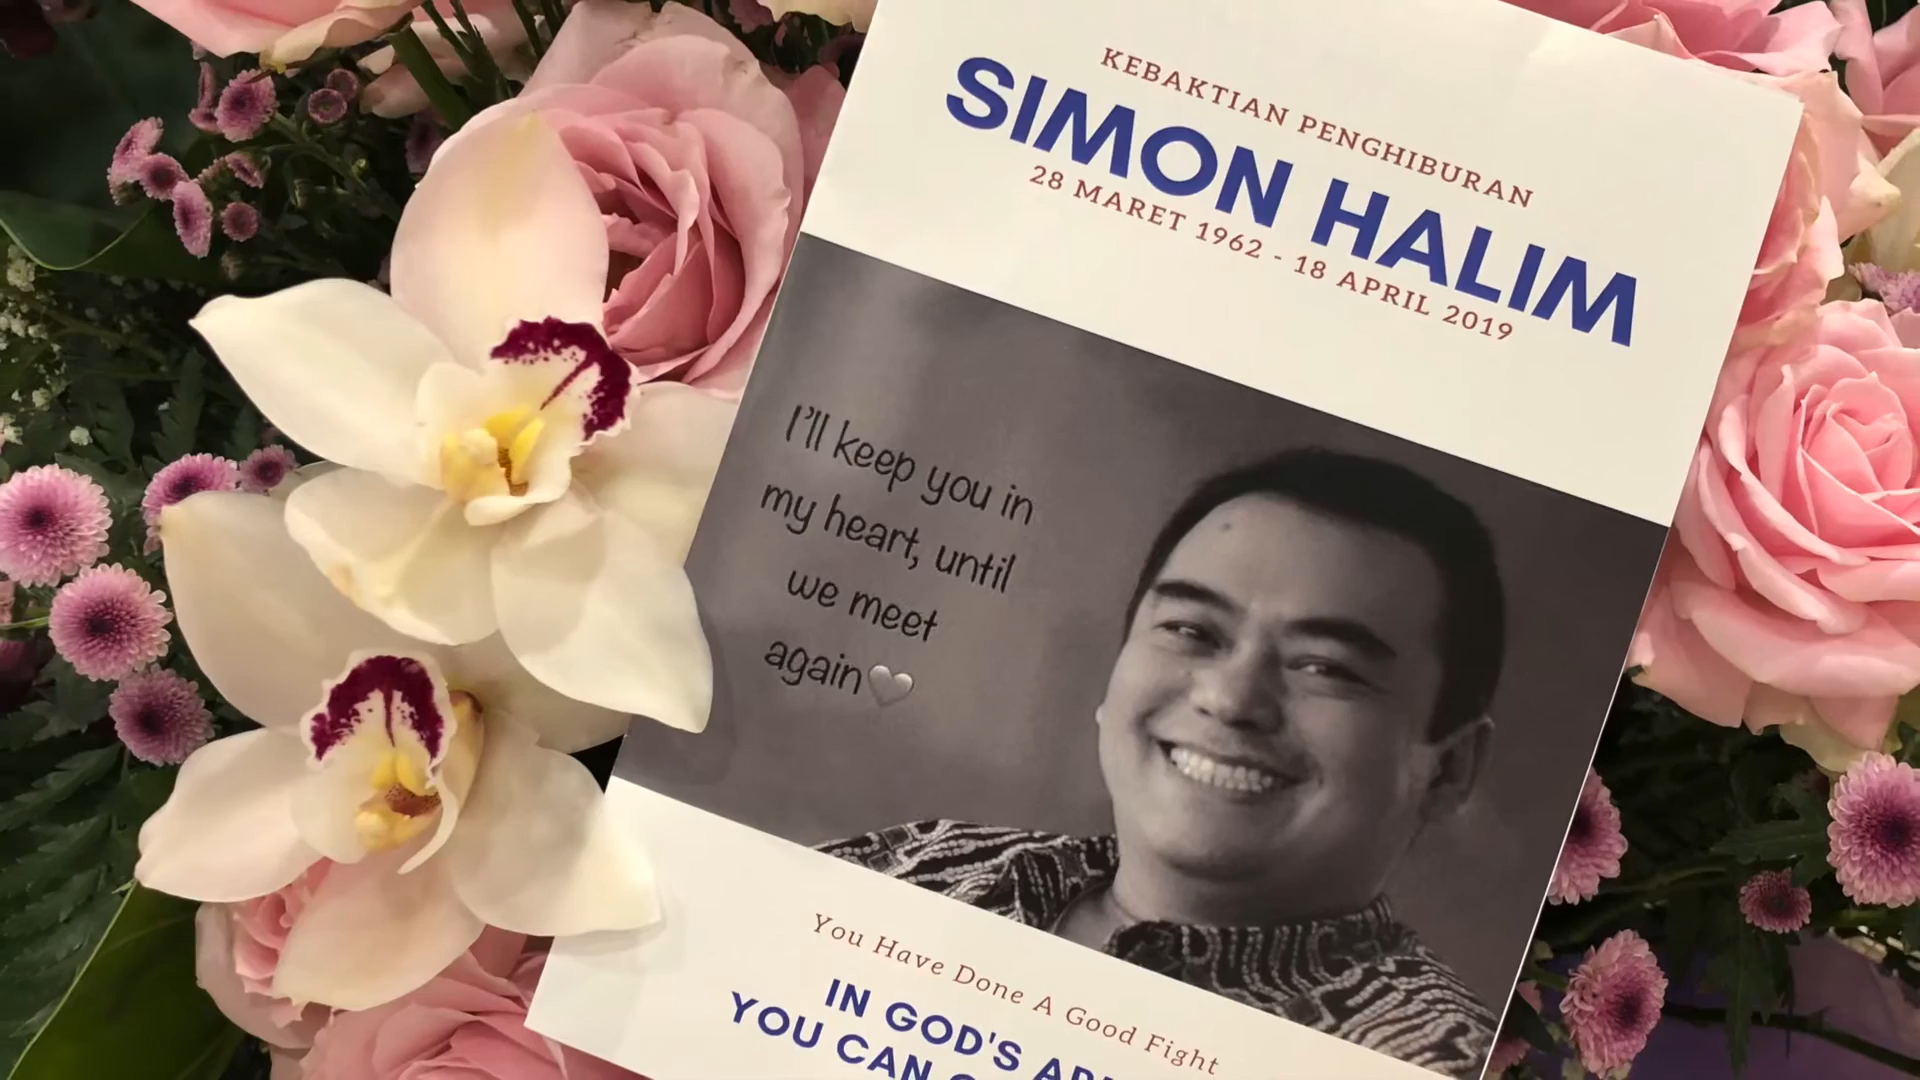 KEBAKTIAN PENGHIBURAN
SIMON HALIM
28 MARET 1962 - 18 APRIL 2019
I'll keep you in
my heart, until
we meet
again
You Have Done A Good Fight
IN GOD'S
YOU CAN